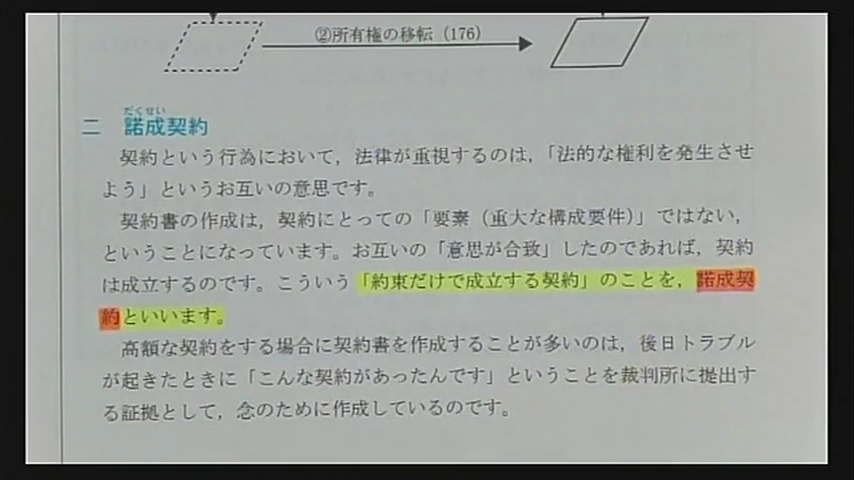 ②所有権の移転（176）
だくせい
二　諾成契約
契約という行為において，法律が重視するのは，「法的な権利を発生させ
よう」というお互いの意思です。
契約書の作成は，契約にとっての「要素（重大な構成要件）」ではない，
ということになっています。お互いの「意思が合致」したのであれば，契約
は成立するのです。こういう「約束だけで成立する契約」のことを，諾成契
約といいます。
高額な契約をする場合に契約書を作成することが多いのは，後日トラブル
が起きたときに「こんな契約があったんです」ということを裁判所に提出す
る証拠として，念のために作成しているのです。